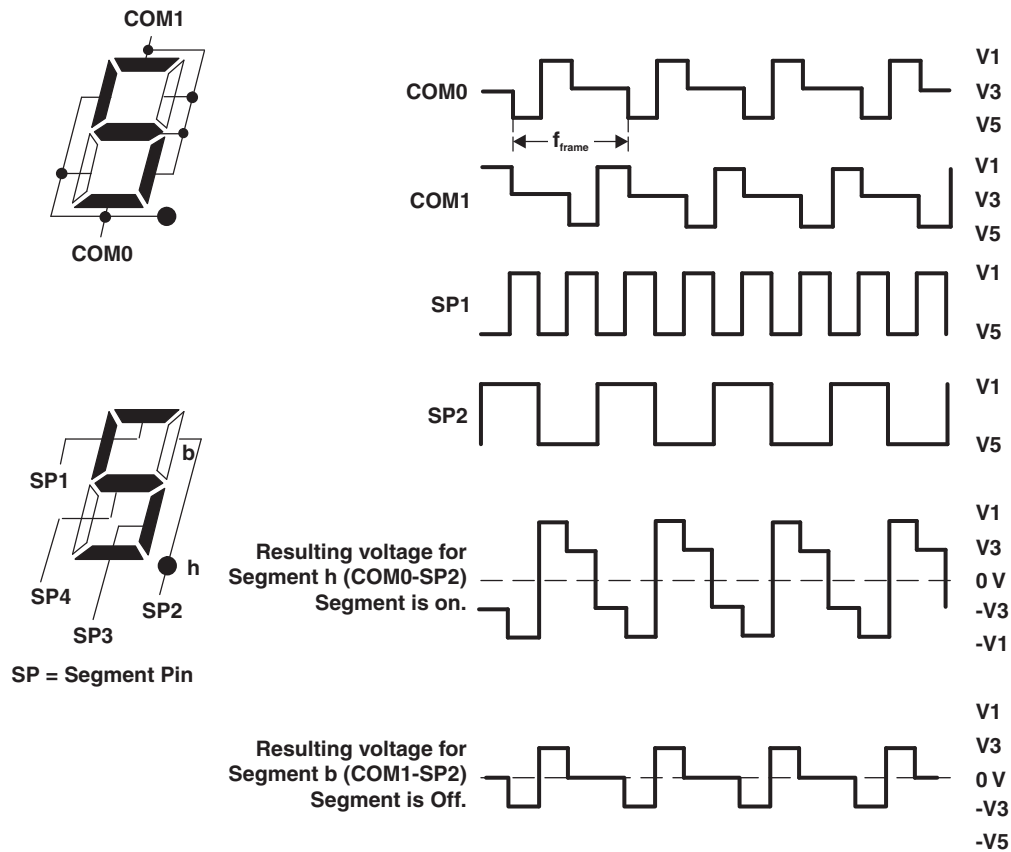 COM1
COM0
b
SP1
h
SP4
SP2
SP3
SP = Segment Pin
COM0
V1
V3
V5
fframe
COM1
V1
V3
V5
SP1
V1
V5
SP2
V1
V5
Resulting voltage for
Segment h (COM0-SP2)
Segment is on.
V1
V3
0 V
-V3
-V1
Resulting voltage for
Segment b (COM1-SP2)
Segment is Off.
V1
V3
0 V
-V3
-V5